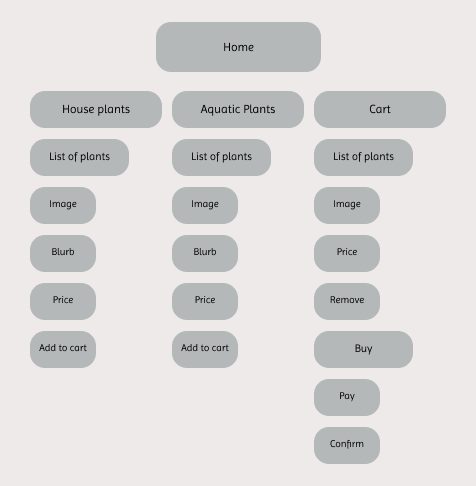 Home
House plants
Aquatic Plants
Cart
List of plants
List of plants
List of plants
Image
Image
Image
Blurb
Blurb
Price
Price
Price
Remove
Add to cart
Add to cart
Buy
Pay
Confirm